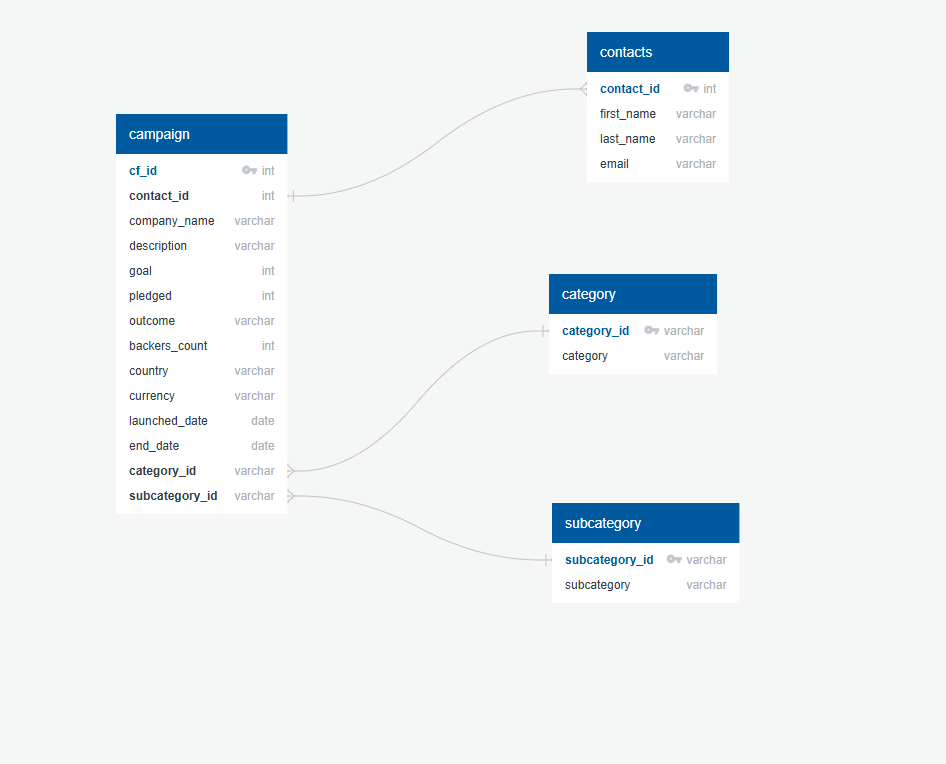 campaign
cf_id int
contact_id int
company_name varchar
description varchar
goal int
pledged int
outcome varchar
backers_count int
country varchar
currency varchar
launched_date date
end_date date
category_id varchar
subcategory_id varchar
contacts
contact_id int
first_name varchar
last_name varchar
email varchar
category
category_id varchar
category varchar
subcategory
subcategory_id varchar
subcategory varchar